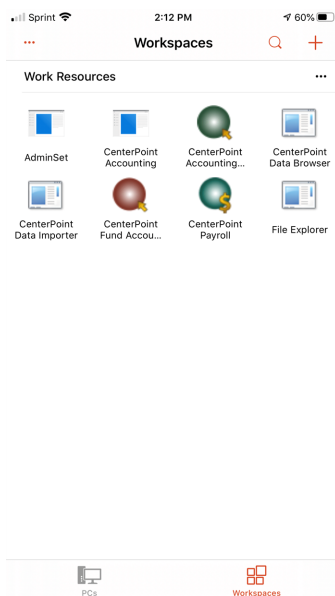 Sprint 2:12 PM 60%
... Workspaces
Work Resources ...
AdminSet
CenterPoint
Accounting
CenterPoint
Accounting...
CenterPoint
Data Browser
CenterPoint
Data Importer
CenterPoint
Fund Accou...
CenterPoint
Payroll
File Explorer
PCs
Workspaces